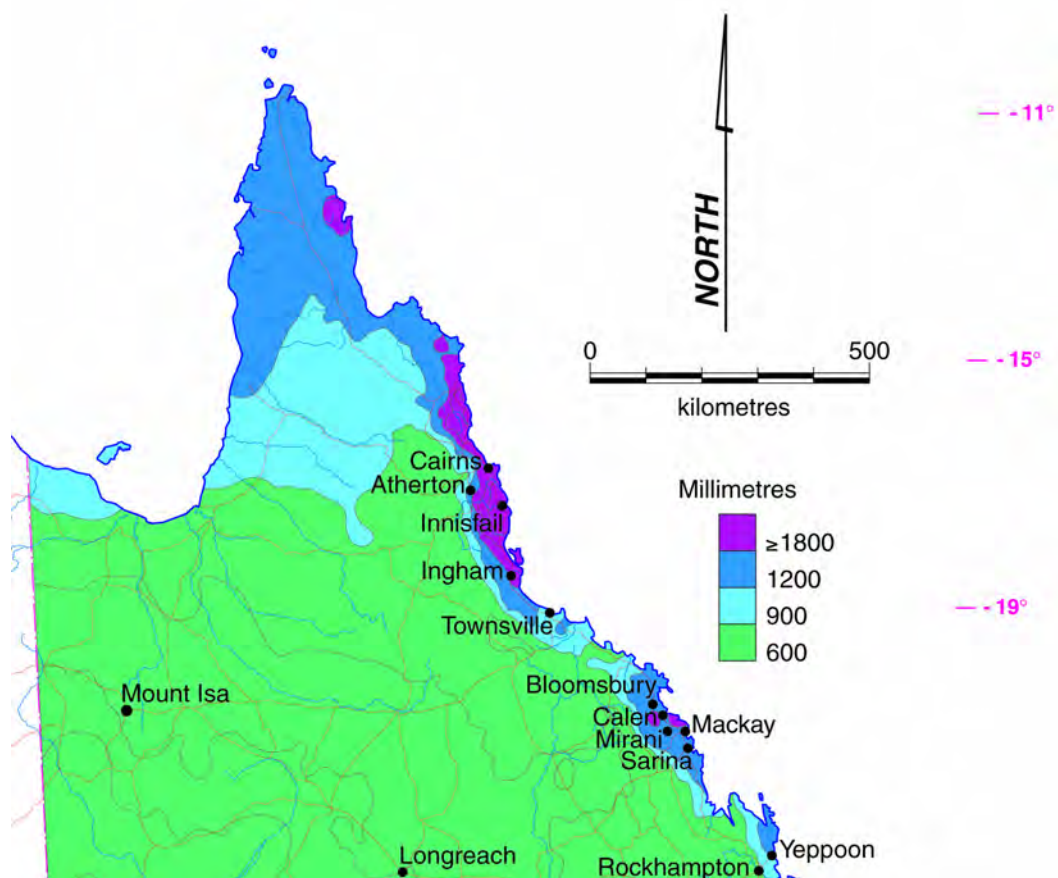 - 11°
NORTH
0 500
- 15°
kilometres
Cairns
Atherton
Millimetres
Innisfail
≥1800
Ingham
1200
900
- 19°
Townsville
600
Bloomsbury
Mount Isa
Calen
Mackay
Mirani
Sarina
Longreach
Yeppoon
Rockhampton